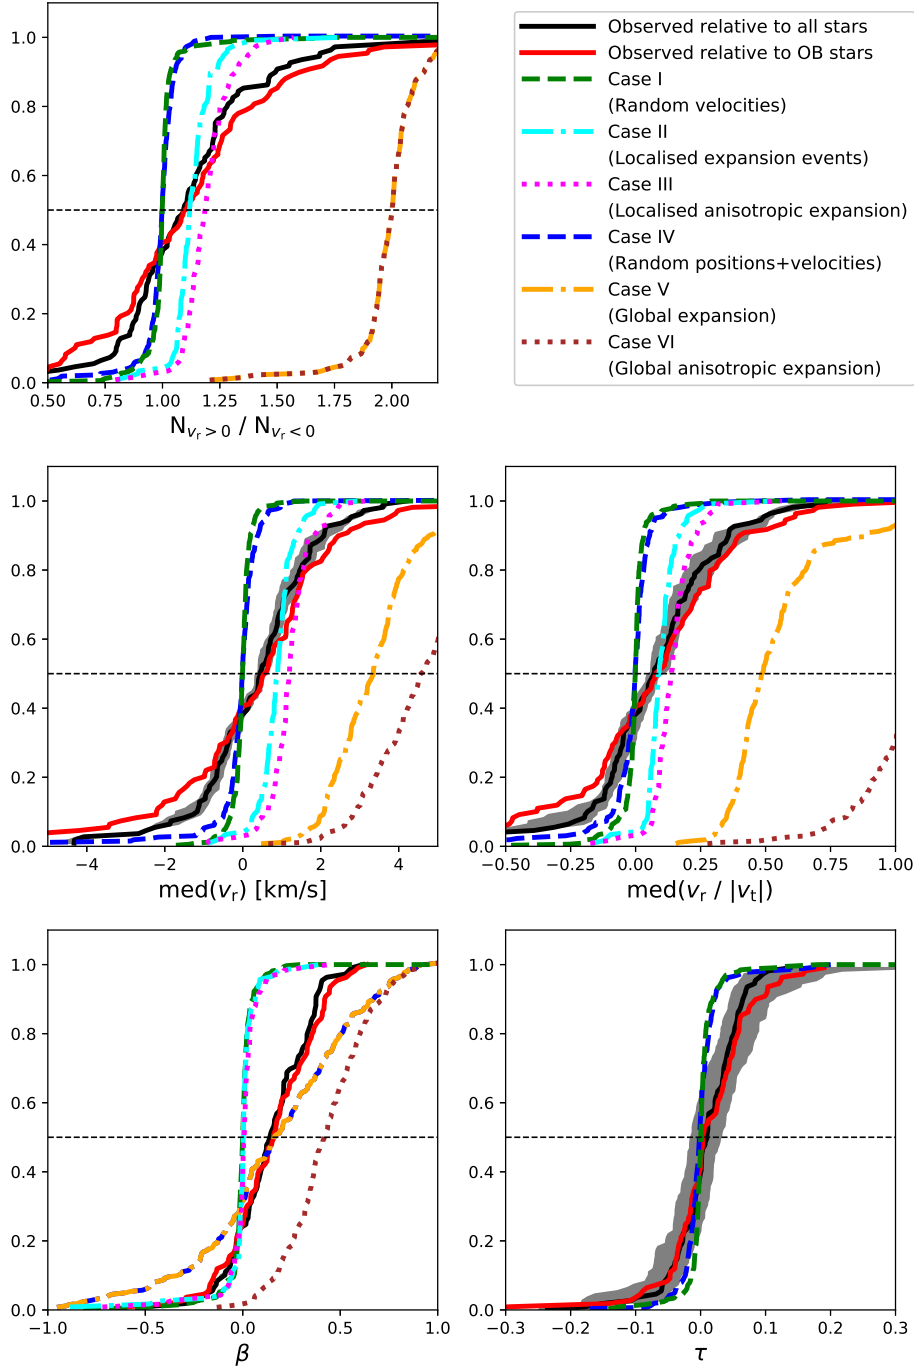 1.0
0.8
0.6
0.4
0.2
0.0
0.50 0.75 1.00 1.25 1.50 1.75 2.00
N_{v_r>0} / N_{v_r<0}
Observed relative to all stars
Observed relative to OB stars
Case I
(Random velocities)
Case II
(Localised expansion events)
Case III
(Localised anisotropic expansion)
Case IV
(Random positions+velocities)
Case V
(Global expansion)
Case VI
(Global anisotropic expansion)
1.0
0.8
0.6
0.4
0.2
0.0
−4 −2 0 2 4
med(v_r) [km/s]
1.0
0.8
0.6
0.4
0.2
0.0
−0.50 −0.25 0.00 0.25 0.50 0.75 1.00
med(v_r / |v_t|)
1.0
0.8
0.6
0.4
0.2
0.0
−1.0 −0.5 0.0 0.5 1.0
β
1.0
0.8
0.6
0.4
0.2
0.0
−0.3 −0.2 −0.1 0.0 0.1 0.2 0.3
τ